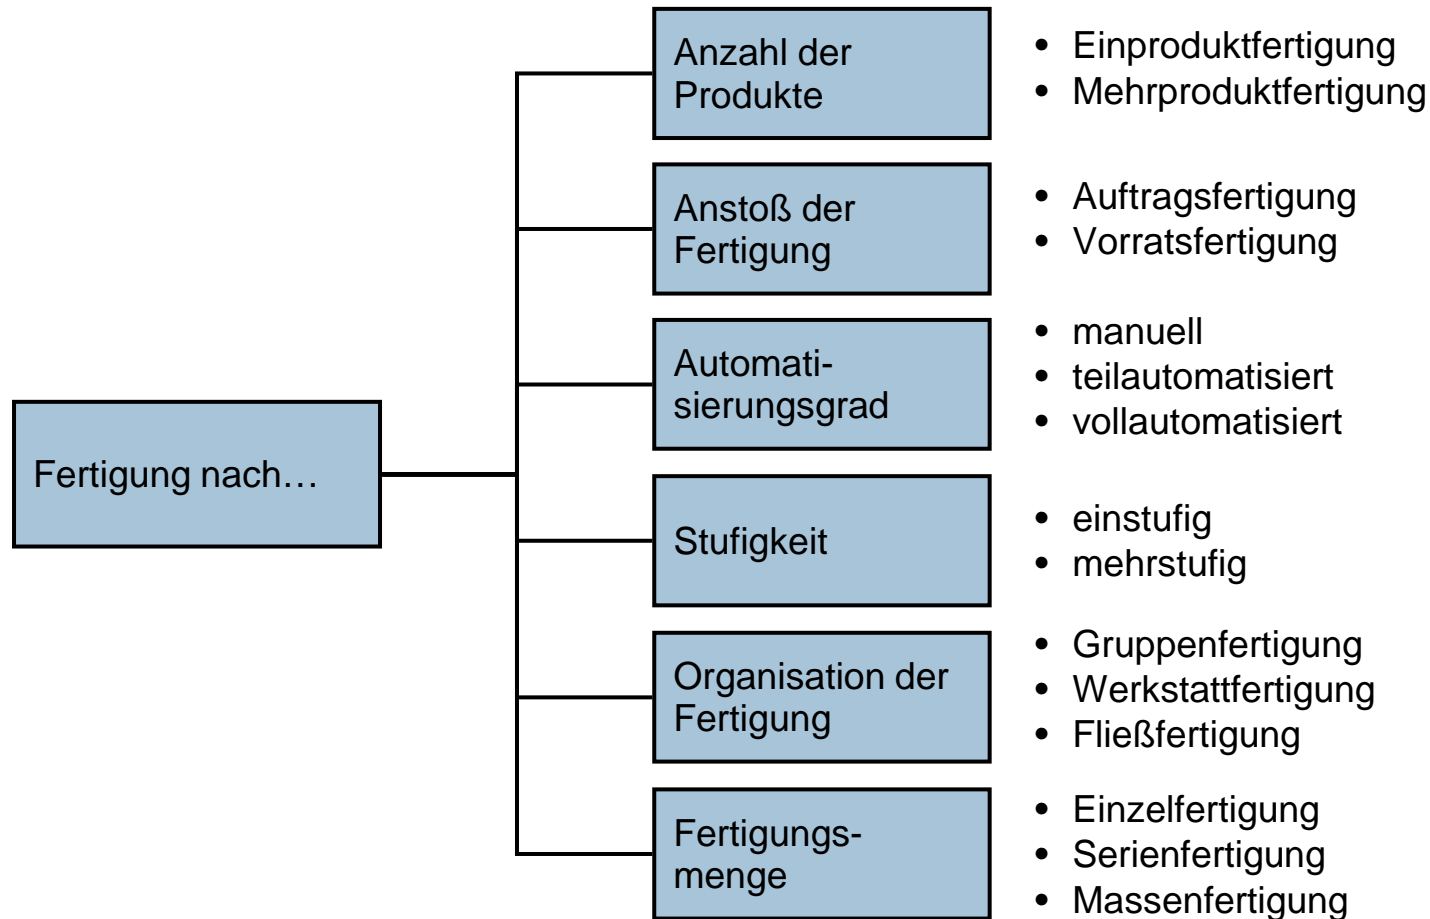 Fertigung nach…
Anzahl der
Produkte
• Einproduktfertigung
• Mehrproduktfertigung
Anstoß der
Fertigung
• Auftragsfertigung
• Vorratsfertigung
Automati-
sierungsgrad
• manuell
• teilautomatisiert
• vollautomatisiert
Stufigkeit
• einstufig
• mehrstufig
Organisation der
Fertigung
• Gruppenfertigung
• Werkstattfertigung
• Fließfertigung
Fertigungs-
menge
• Einzelfertigung
• Serienfertigung
• Massenfertigung